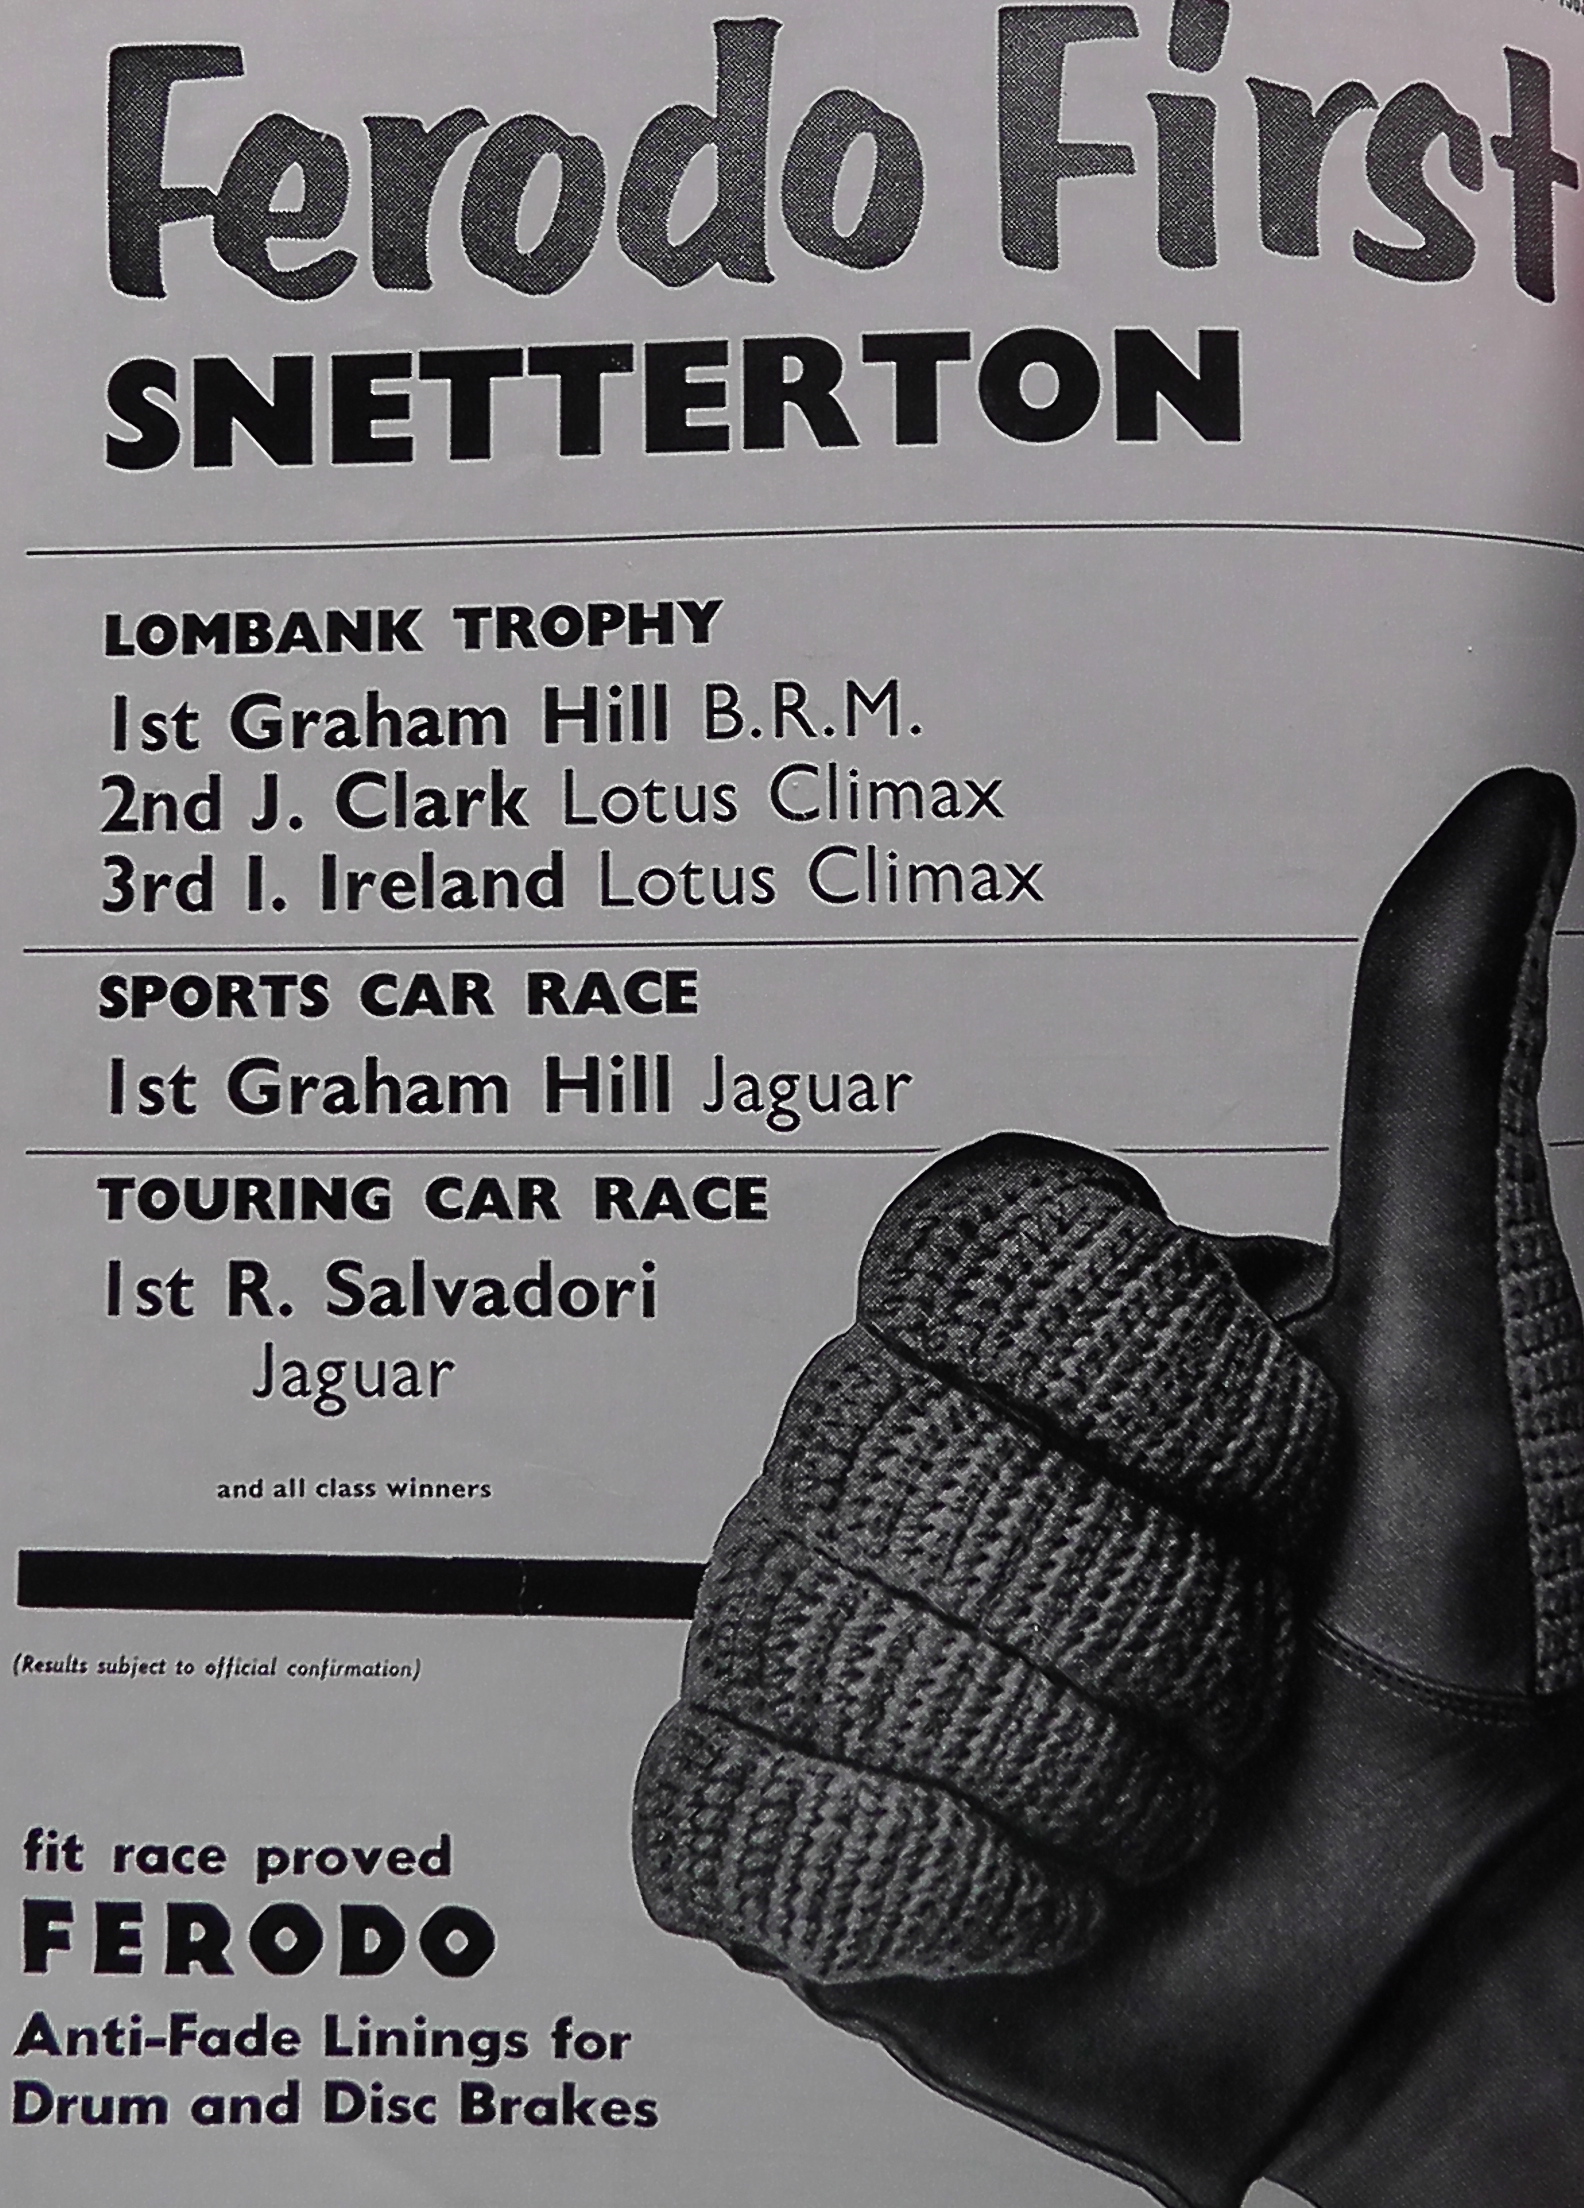 Ferodo First
SNETTERTON
LOMBANK TROPHY
1st Graham Hill B.R.M.
2nd J. Clark Lotus Climax
3rd I. Ireland Lotus Climax
SPORTS CAR RACE
1st Graham Hill Jaguar
TOURING CAR RACE
1st R. Salvadori
Jaguar
and all class winners
(Results subject to official confirmation)
fit race proved
FERODO
Anti-Fade Linings for
Drum and Disc Brakes